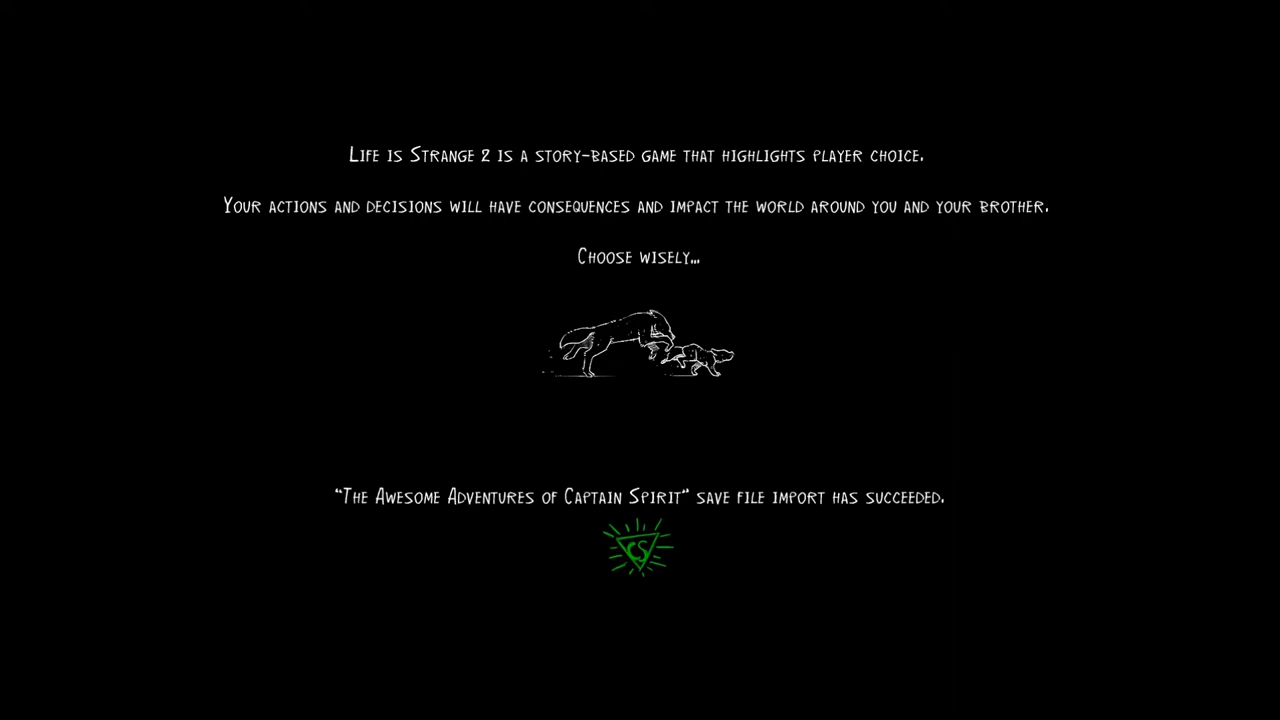 Life is Strange 2 is a story-based game that highlights player choice.
Your actions and decisions will have consequences and impact the world around you and your brother.
Choose wisely...
“The Awesome Adventures of Captain Spirit” save file import has succeeded.
CS